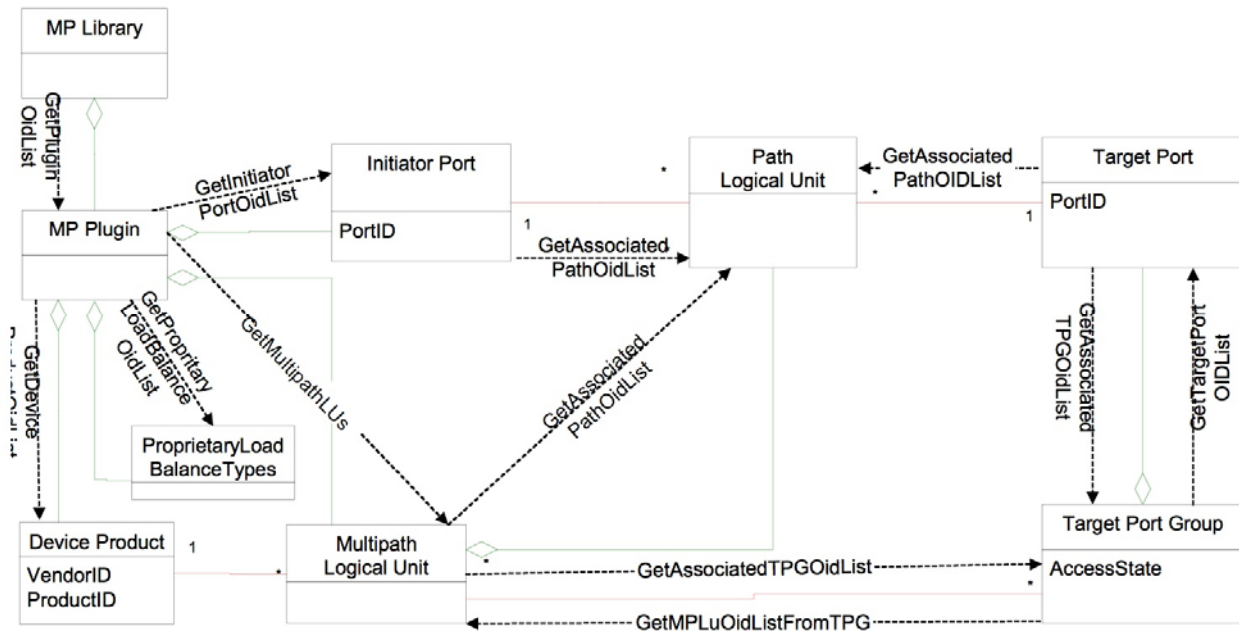 MP Library
GetPlugin
OidList
MP Plugin
GetInitiator
PortOidList
Initiator Port
PortID
1
*
Path
Logical Unit
GetAssociated
PathOIDList
*
1
Target Port
PortID
GetAssociated
PathOidList
GetProпritary
LoadBalance
OidList
GetDevice
GetMultipathLUs
GetAssociated
PathOidList
GetAssociated
TPGOidList
GetTargetPort
OIDList
ProprietaryLoad
BalanceTypes
Device Product
VendorID
ProductID
1
*
Multipath
Logical Unit
*
GetAssociatedTPGOidList
*
GetMPLuOidListFromTPG
Target Port Group
AccessState